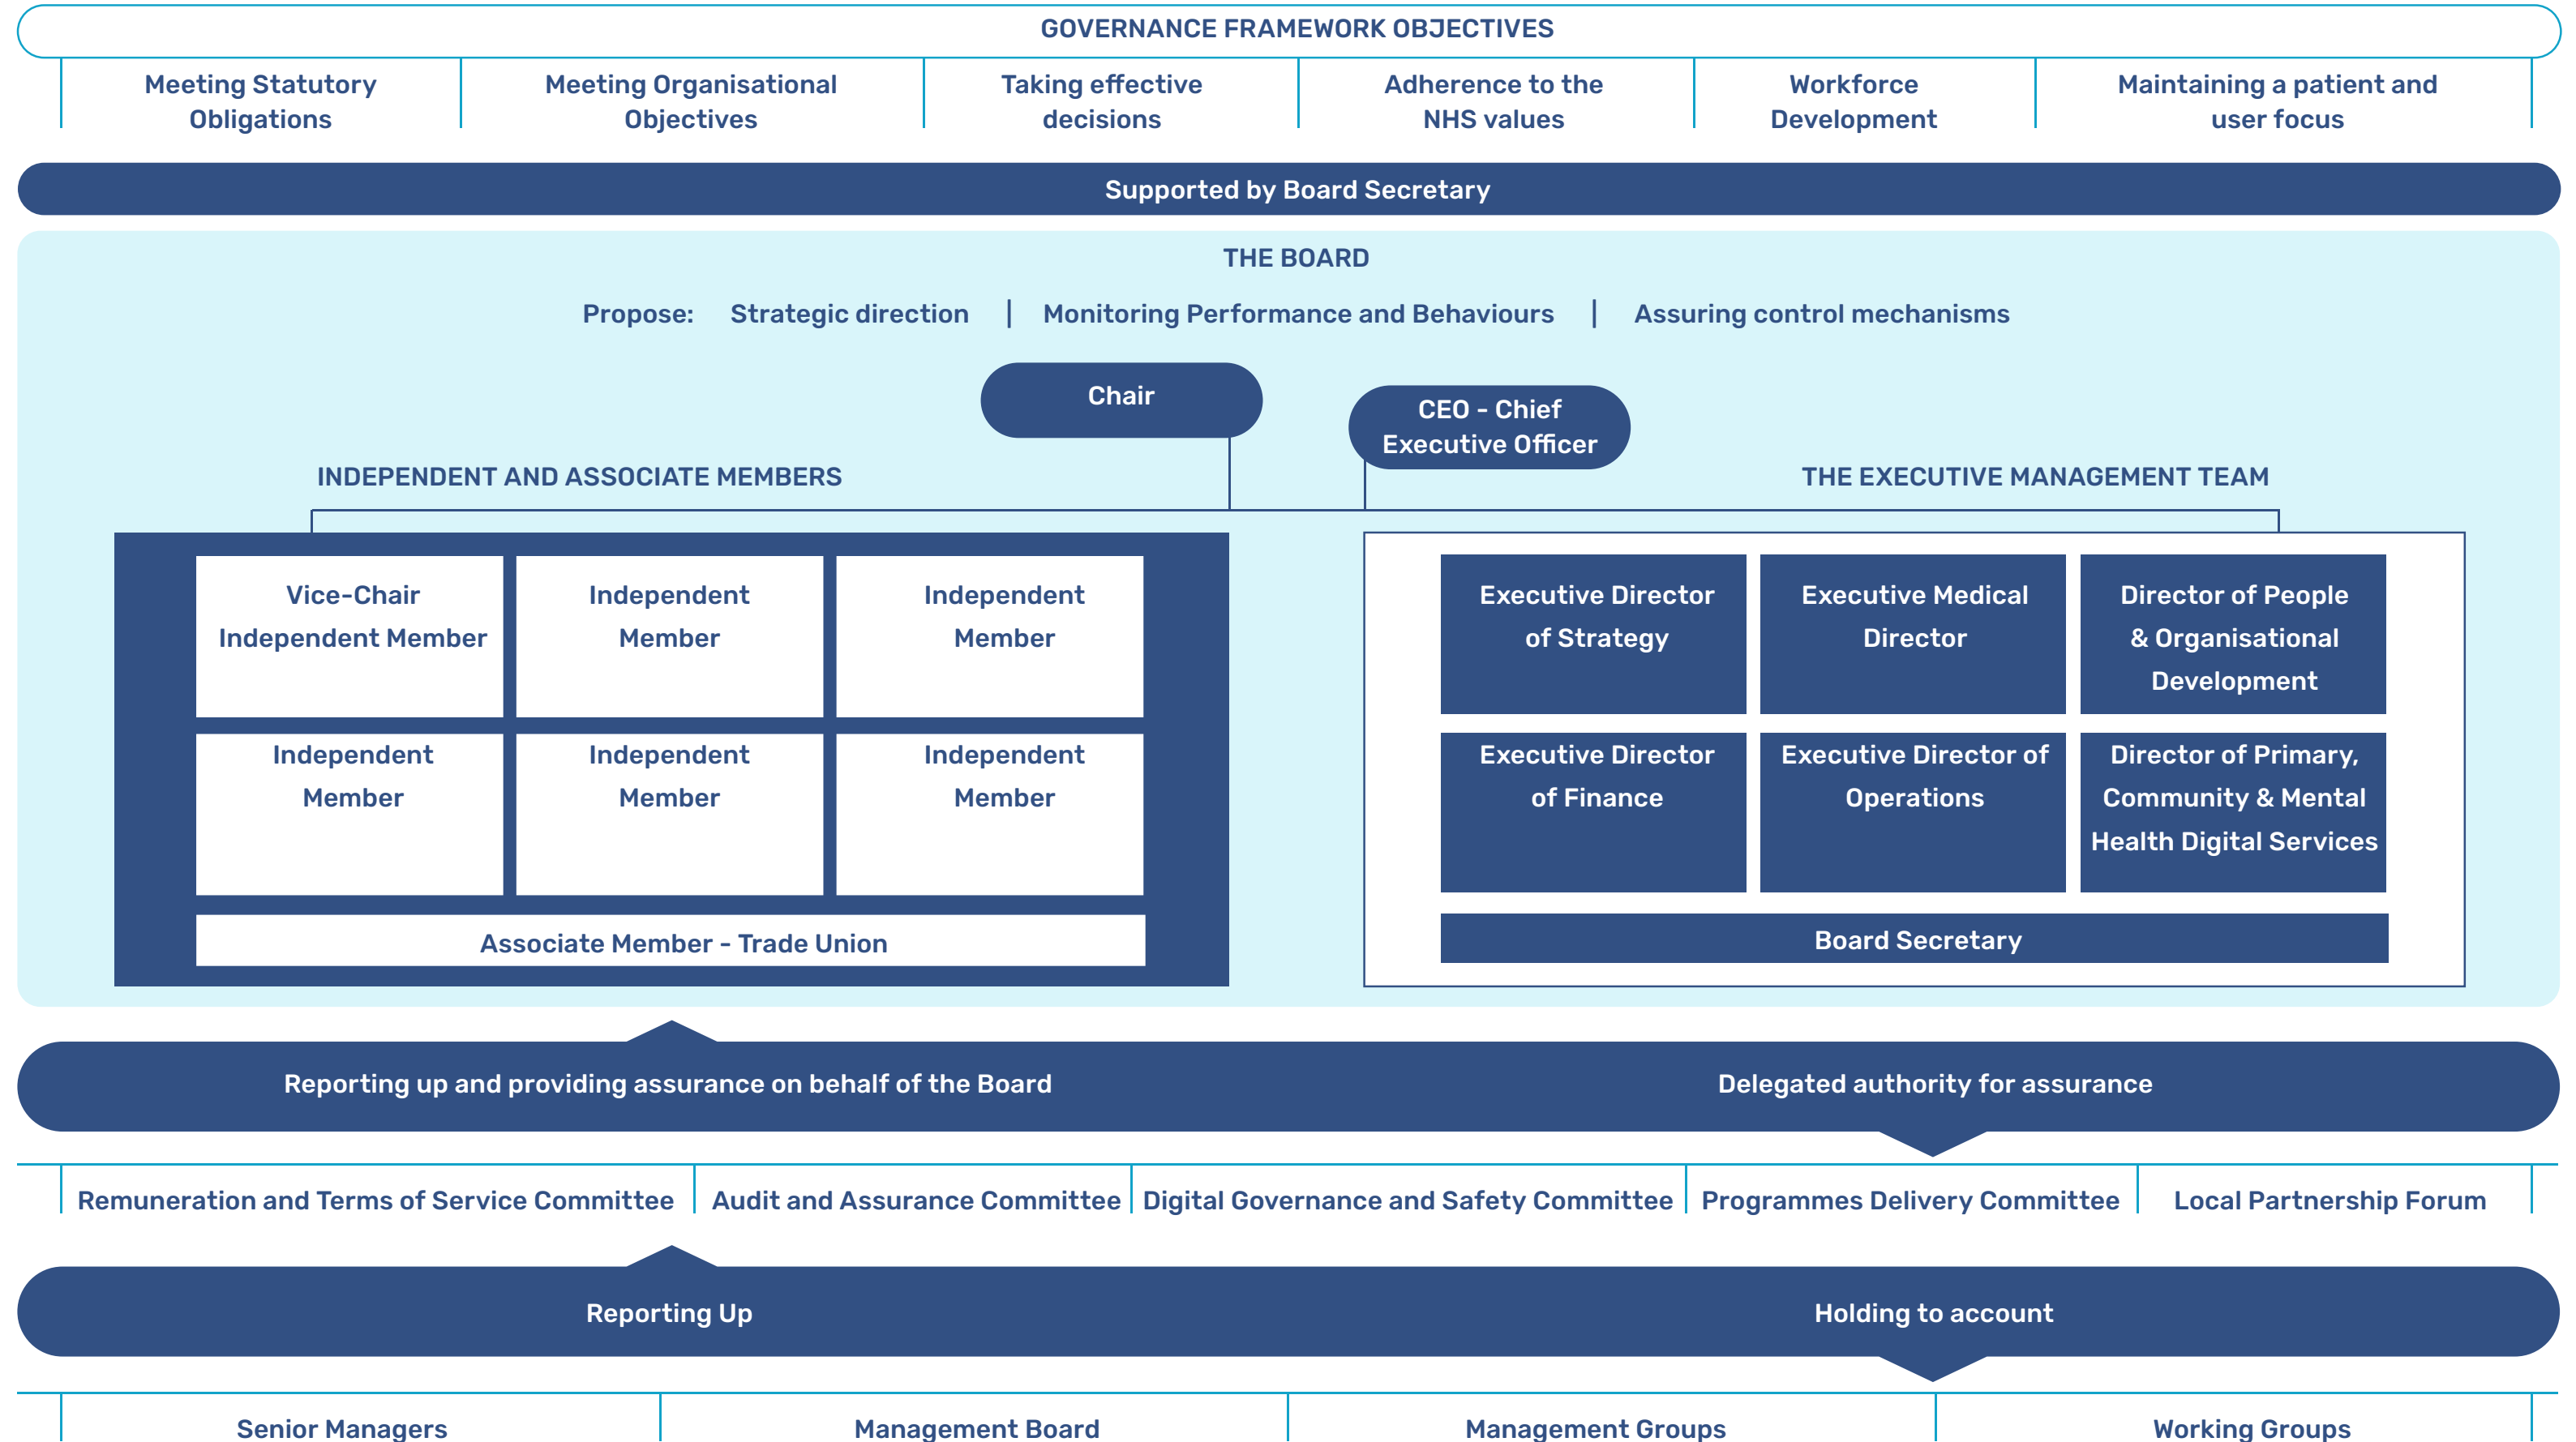 GOVERNANCE FRAMEWORK OBJECTIVES
Meeting Statutory
Obligations
Meeting Organisational
Objectives
Taking effective
decisions
Adherence to the
NHS values
Workforce
Development
Maintaining a patient and
user focus
Supported by Board Secretary
THE BOARD
Propose: Strategic direction | Monitoring Performance and Behaviours | Assuring control mechanisms
Chair
CEO - Chief
Executive Officer
INDEPENDENT AND ASSOCIATE MEMBERS
Vice-Chair
Independent Member
Independent
Member
Independent
Member
Independent
Member
Independent
Member
Independent
Member
Associate Member - Trade Union
THE EXECUTIVE MANAGEMENT TEAM
Executive Director
of Strategy
Executive Medical
Director
Director of People
& Organisational
Development
Executive Director
of Finance
Executive Director of
Operations
Director of Primary,
Community & Mental
Health Digital Services
Board Secretary
Reporting up and providing assurance on behalf of the Board
Delegated authority for assurance
Remuneration and Terms of Service Committee
Audit and Assurance Committee
Digital Governance and Safety Committee
Programmes Delivery Committee
Local Partnership Forum
Reporting Up
Holding to account
Senior Managers
Management Board
Management Groups
Working Groups